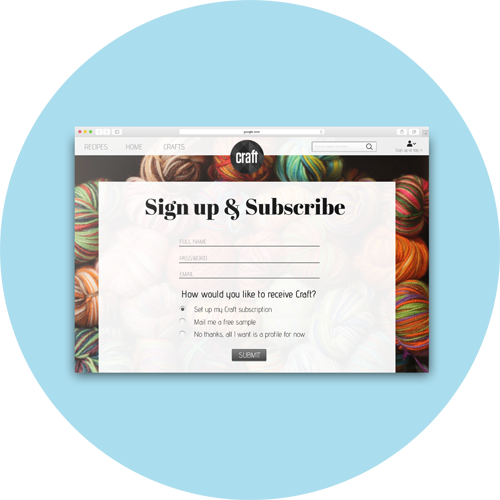 google.com
RECIPES HOME CRAFTS
craft
Sign up & Subscribe
FULL NAME
PASSWORD
EMAIL
How would you like to receive Craft?
Set up my Craft subscription
Mail me a free sample
No thanks, all I want is a profile for now
SUBMIT